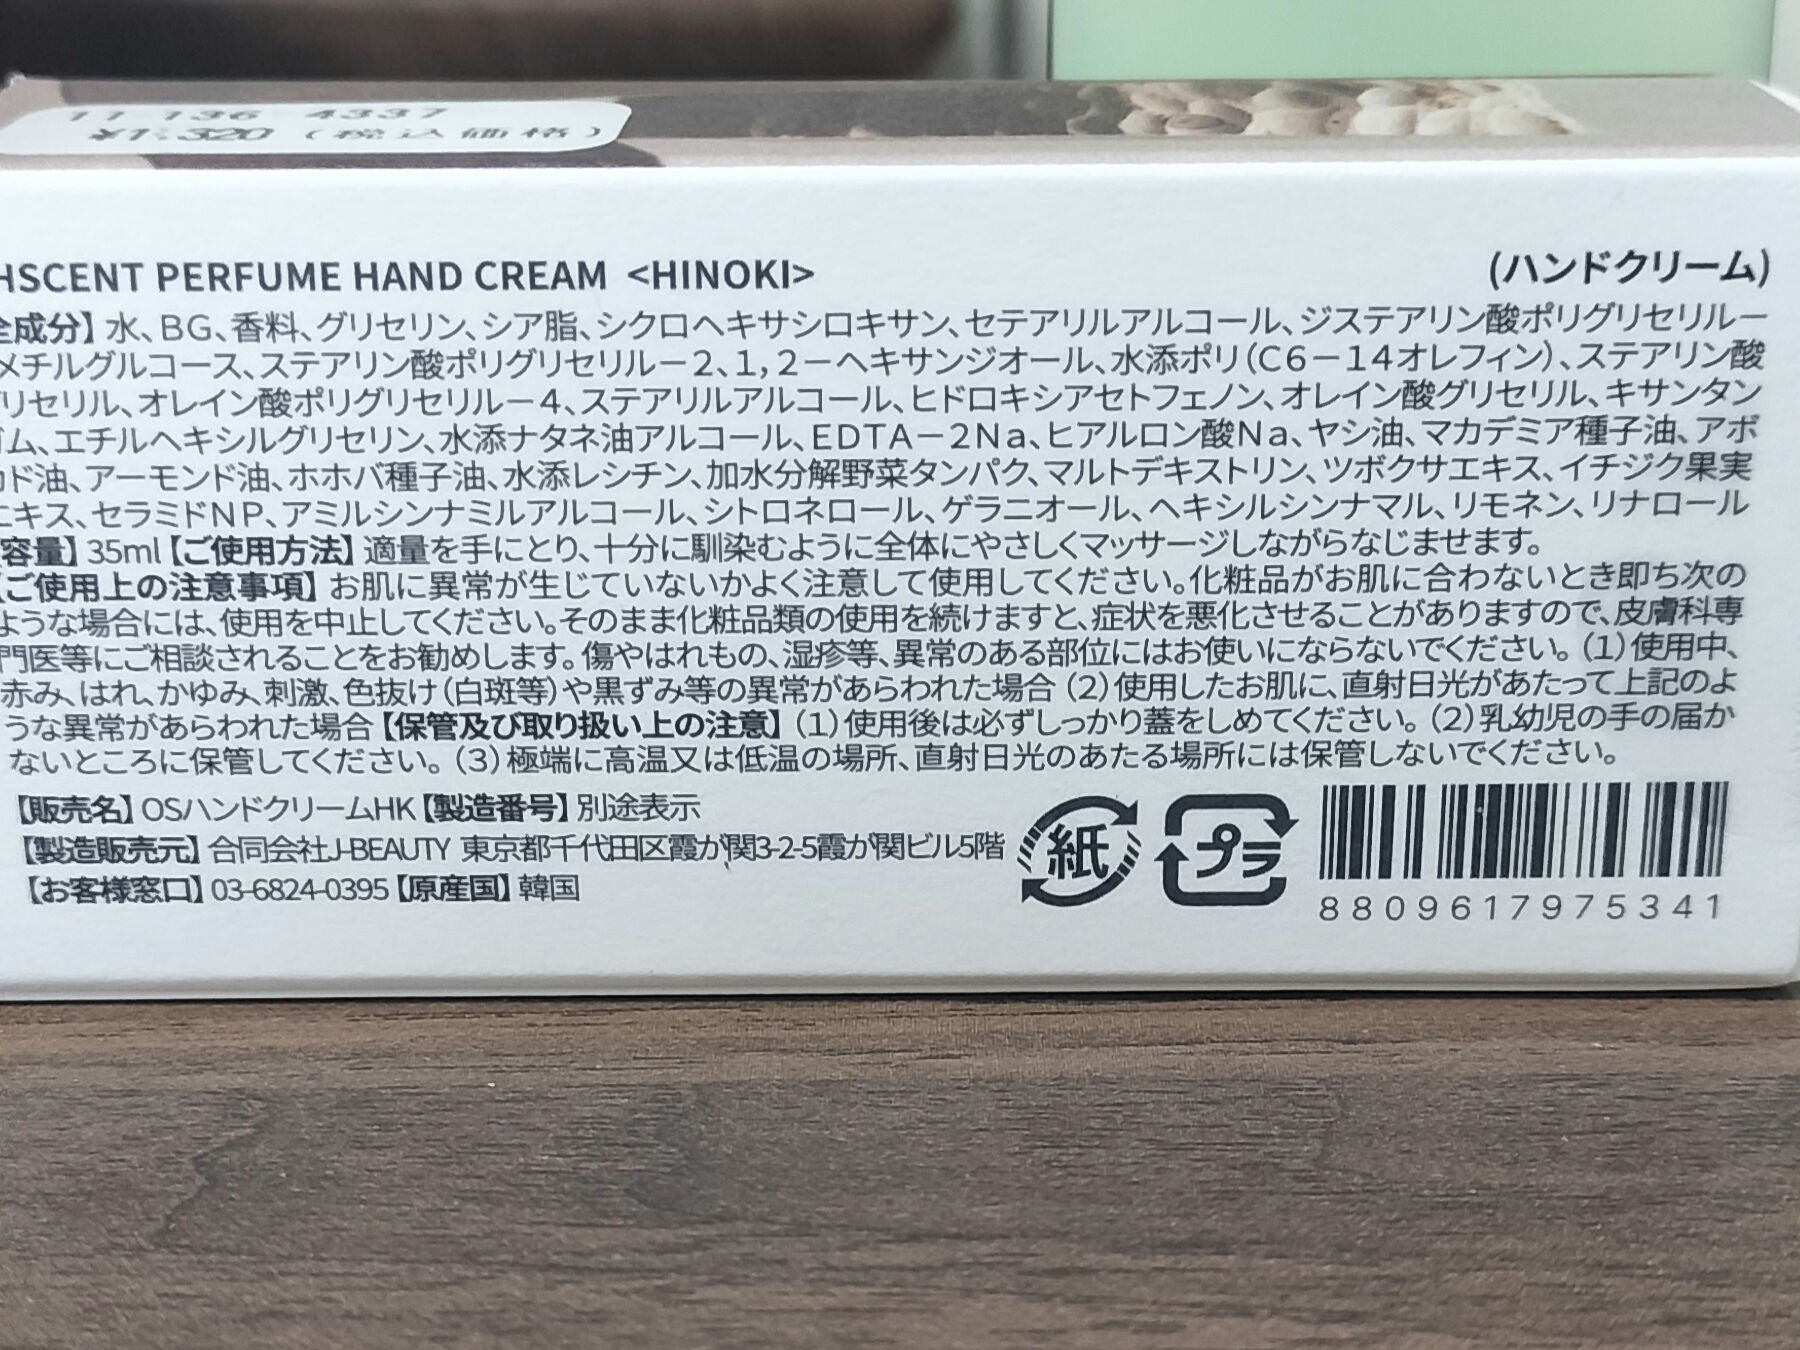 11-136 4337
¥1,320 (税込価格)
HSCENT PERFUME HAND CREAM <HINOKI> (ハンドクリーム)
全成分】水、BG、香料、グリセリン、シア脂、シクロヘキサシロキサン、セテアリルアルコール、ジステアリン酸ポリグリセリルー
メチルグルコース、ステアリン酸ポリグリセリルー2、1,2ーヘキサンジオール、水添ポリ(C6-14オレフィン)、ステアリン酸
グリセリル、オレイン酸ポリグリセリルー4、ステアリルアルコール、ヒドロキシアセトフェノン、オレイン酸グリセリル、キサンタン
ガム、エチルヘキシルグリセリン、水添ナタネ油アルコール、EDTA-2Na、ヒアルロン酸Na、ヤシ油、マカデミア種子油、アボ
カド油、アーモンド油、ホホバ種子油、水添レシチン、加水分解野菜タンパク、マルトデキストリン、ツボクサエキス、イチジク果実
エキス、セラミドNP、アミルシンナミルアルコール、シトロネロール、ゲラニオール、ヘキシルシンナマル、リモネン、リナロール
容量】35ml【ご使用方法】適量を手にとり、十分に馴染むように全体にやさしくマッサージしながらなじませます。
【ご使用上の注意事項】お肌に異常が生じていないかよく注意して使用してください。化粧品がお肌に合わないとき即ち次の
ような場合には、使用を中止してください。そのまま化粧品類の使用を続けますと、症状を悪化させることがありますので、皮膚科専
門医等にご相談されることをお勧めします。傷やはれもの、湿疹等、異常のある部位にはお使いにならないでください。(1)使用中、
赤み、はれ、かゆみ、刺激、色抜け(白斑等)や黒ずみ等の異常があらわれた場合(2)使用したお肌に、直射日光があたって上記のよ
うな異常があらわれた場合【保管及び取り扱い上の注意】(1)使用後は必ずしっかり蓋をしめてください。(2)乳幼児の手の届か
ないところに保管してください。(3)極端に高温又は低温の場所、直射日光のあたる場所には保管しないでください。
【販売名】OSハンドクリームHK【製造番号】別途表示
【製造販売元】合同会社J-BEAUTY 東京都千代田区霞が関3-2-5霞が関ビル5階
【お客様窓口】03-6824-0395【原産国】韓国
紙
プラ
8809617975341